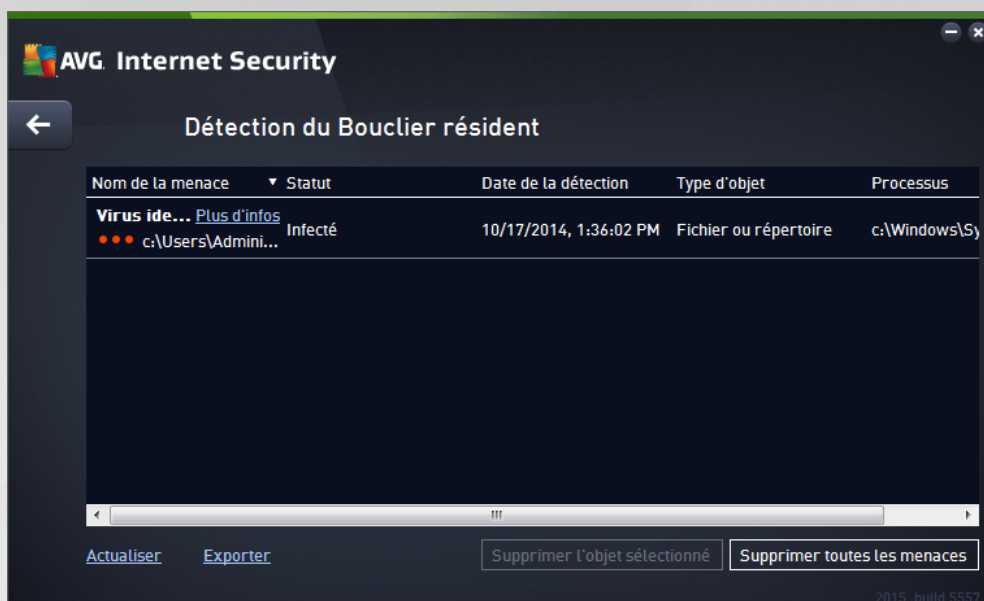 AVG. Internet Security
Détection du Bouclier résident
Nom de la menace Statut Date de la détection Type d'objet Processus
Virus ide... Plus d'infos
c:\Users\Admini... Infecté 10/17/2014, 1:36:02 PM Fichier ou répertoire c:\Windows\Sy
Actualiser Exporter Supprimer l'objet sélectionné Supprimer toutes les menaces
2015, build 5557